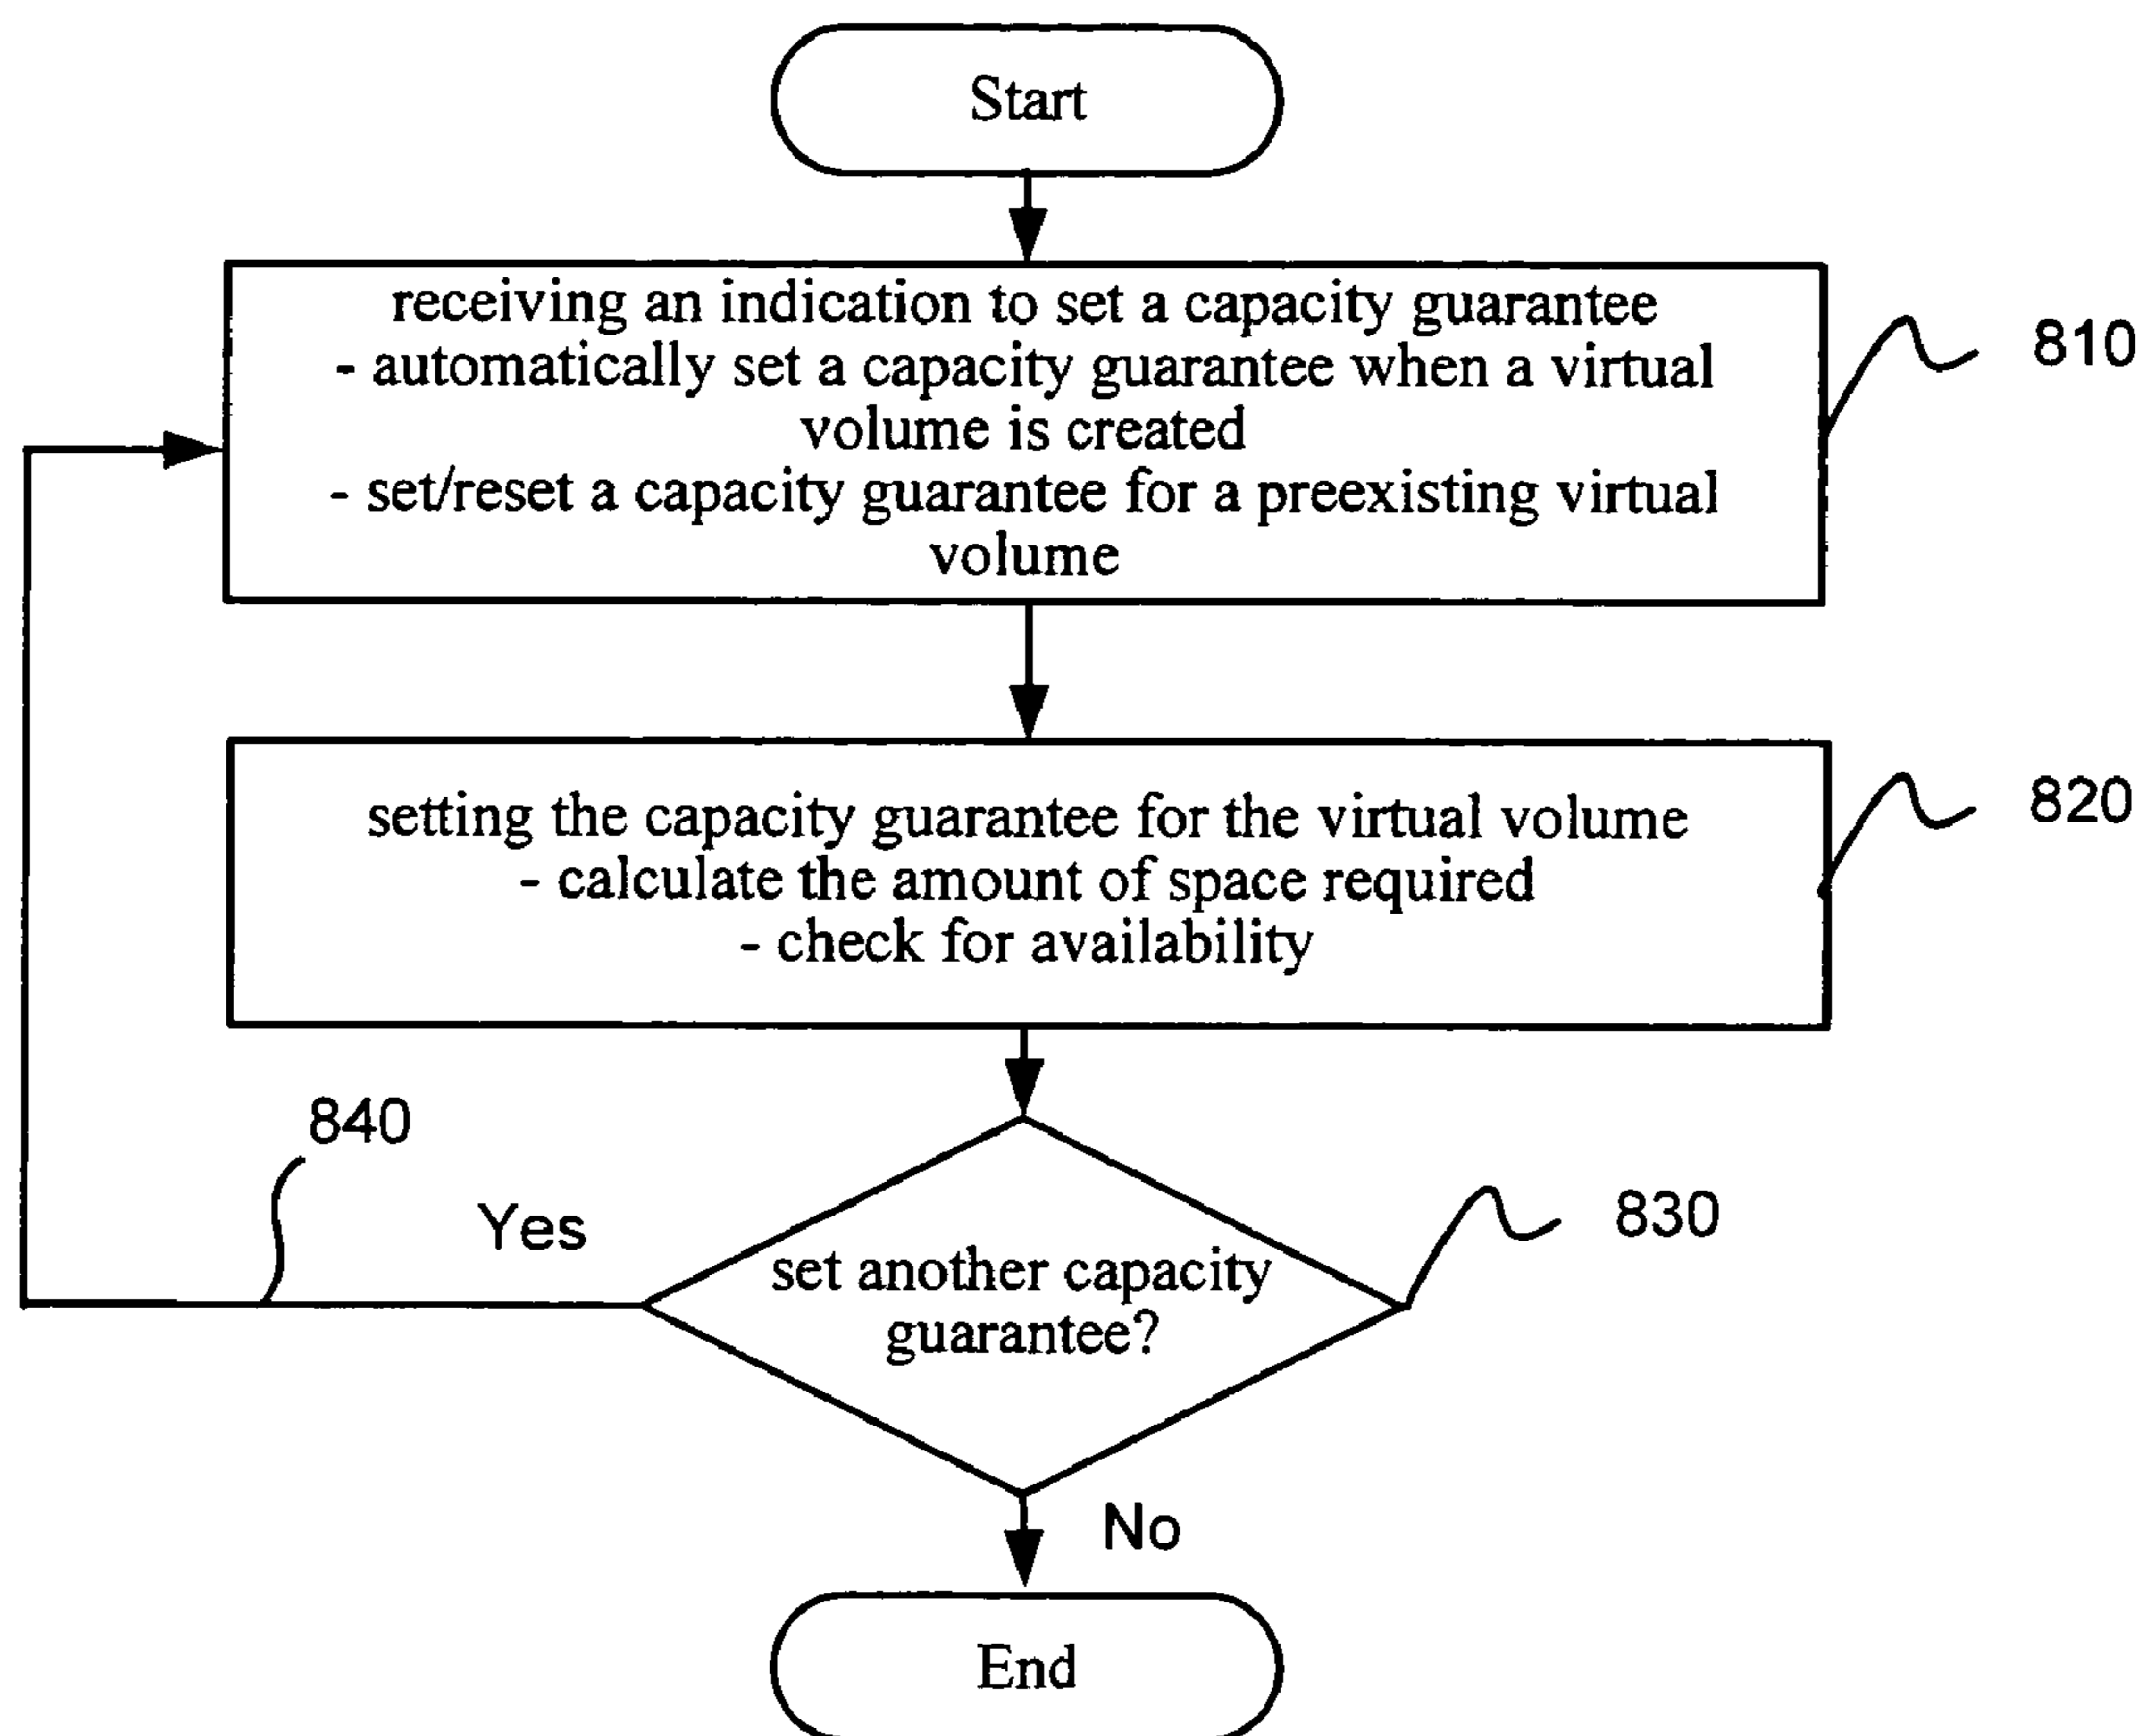 Start
receiving an indication to set a capacity guarantee
- automatically set a capacity guarantee when a virtual
volume is created
- set/reset a capacity guarantee for a preexisting virtual
volume
810
setting the capacity guarantee for the virtual volume
- calculate the amount of space required
- check for availability
820
840
Yes
set another capacity
guarantee?
830
No
End